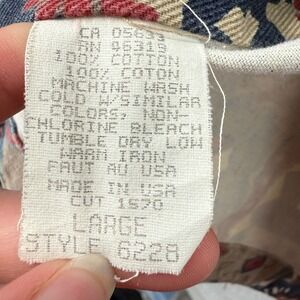 CA 05633
RN 46319
100% COTTON
100% COTON
MACHINE WASH
COLD W/SIMILAR
COLORS, NON-
CHLORINE BLEACH
TUMBLE DRY LOW
WARM IRON
FAUT AU USA
MADE IN USA
CUT 1570
LARGE
STYLE 6228